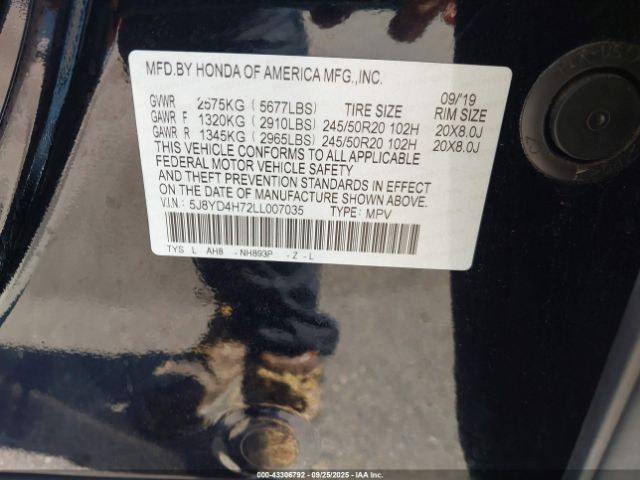 MFD.BY HONDA OF AMERICA MFG.,INC.
09/19
GVWR 2575KG ( 5677LBS) TIRE SIZE RIM SIZE
GAWR F 1320KG ( 2910LBS) 245/50R20 102H 20X8.0J
GAWR R 1345KG ( 2965LBS) 245/50R20 102H 20X8.0J
THIS VEHICLE CONFORMS TO ALL APPLICABLE
FEDERAL MOTOR VEHICLE SAFETY
AND THEFT PREVENTION STANDARDS IN EFFECT
ON THE DATE OF MANUFACTURE SHOWN ABOVE.
V.I.N: 5J8YD4H72LL007035 TYPE: MPV
TYS L AH8 -NH893P -Z -L
000-43306792 - 09/25/2025 - IAA Inc.